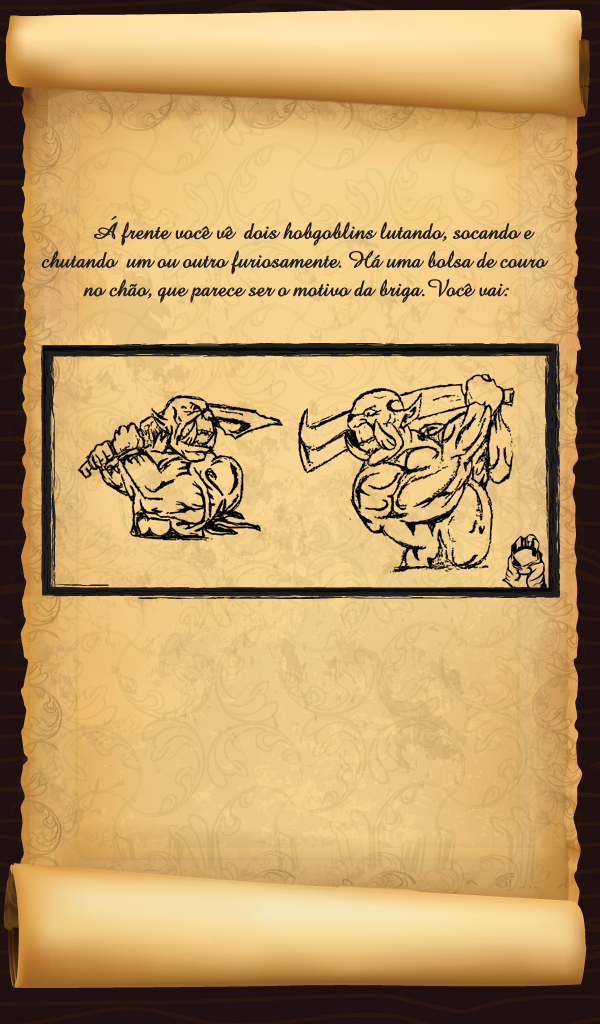 Á frente você vê dois hobgoblins lutando, socando e
chutando um ou outro furiosamente. Há uma bolsa de couro
no chão, que parece ser o motivo da briga. Você vai: